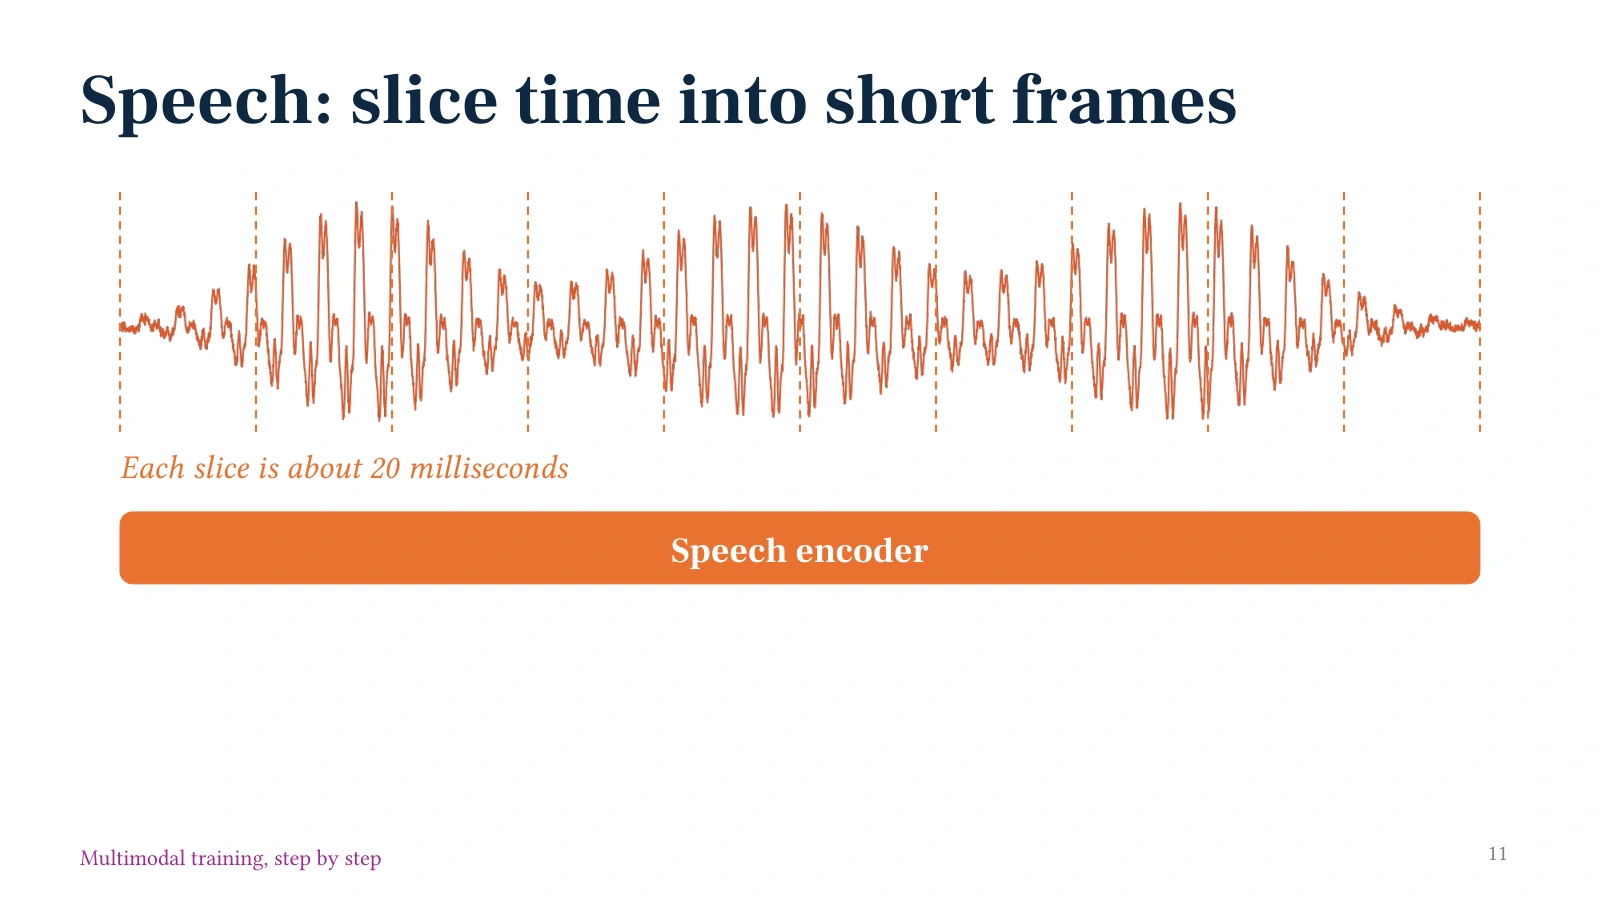 Speech: slice time into short frames
Each slice is about 20 milliseconds
Speech encoder
Multimodal training, step by step
11